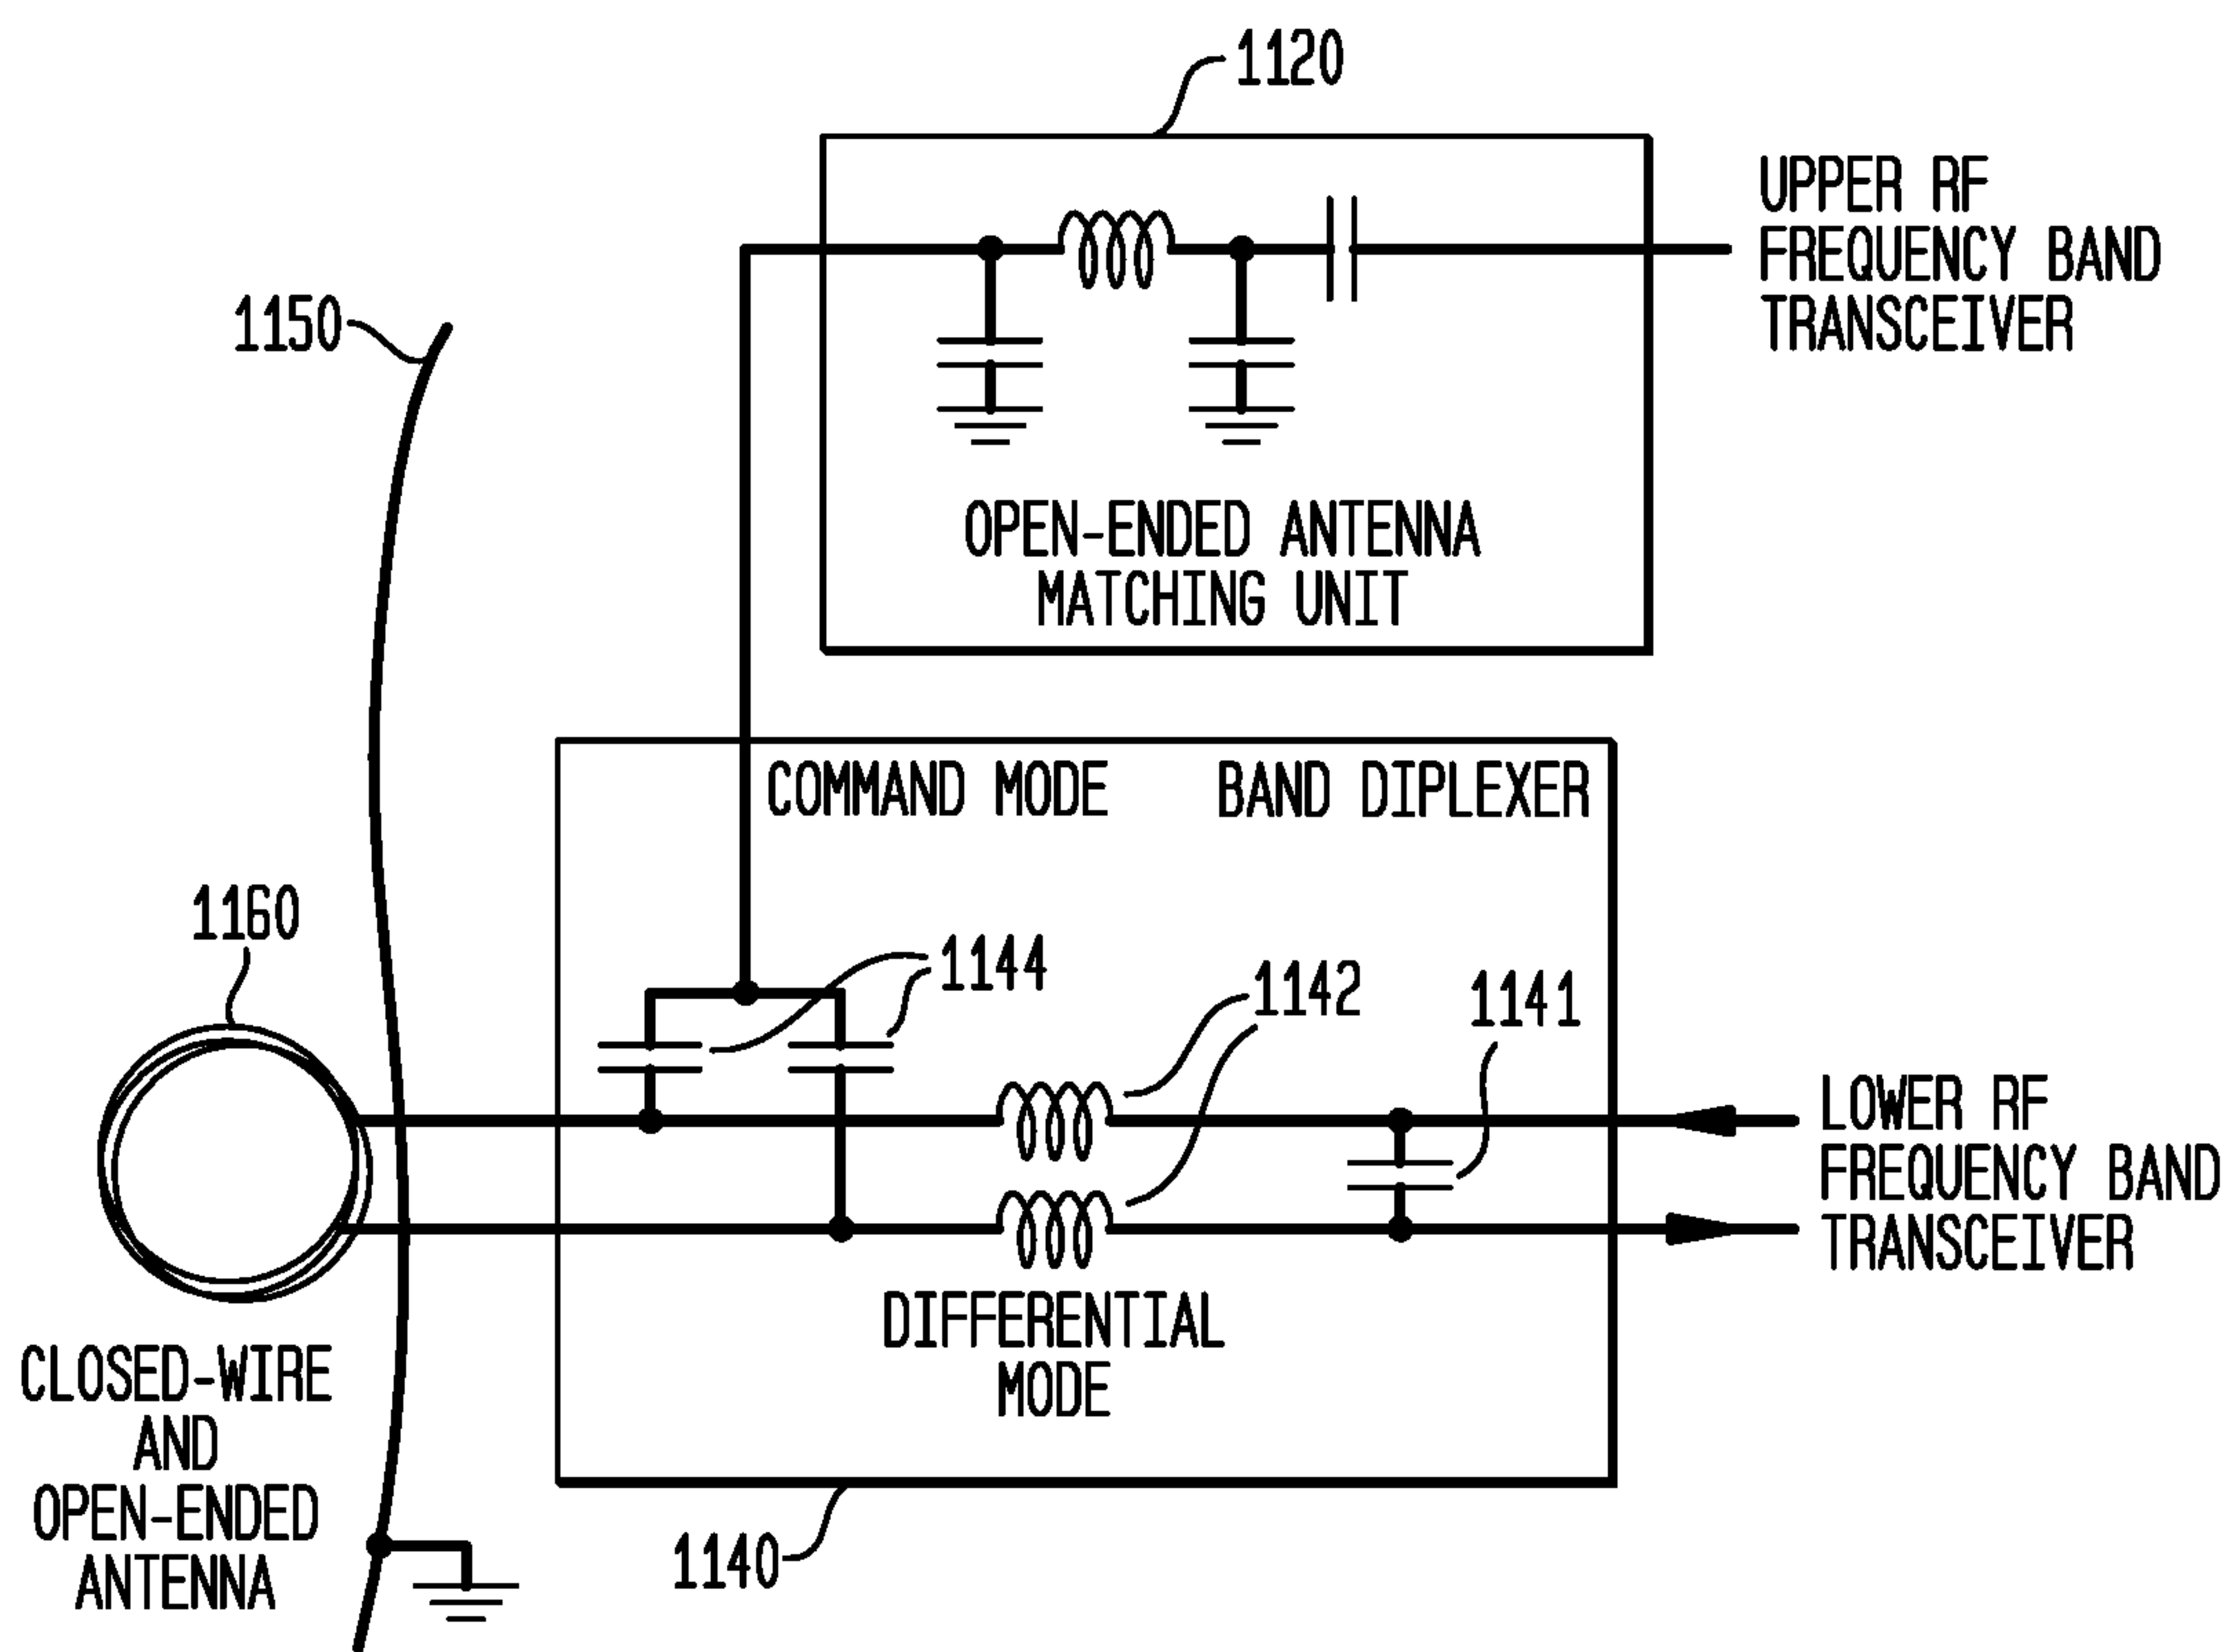 1120
UPPER RF
FREQUENCY BAND
TRANSCEIVER
1150
OPEN-ENDED ANTENNA
MATCHING UNIT
COMMAND MODE
BAND DIPLEXER
1160
1144
1142
1141
LOWER RF
FREQUENCY BAND
TRANSCEIVER
DIFFERENTIAL
MODE
CLOSED-WIRE
AND
OPEN-ENDED
ANTENNA
1140